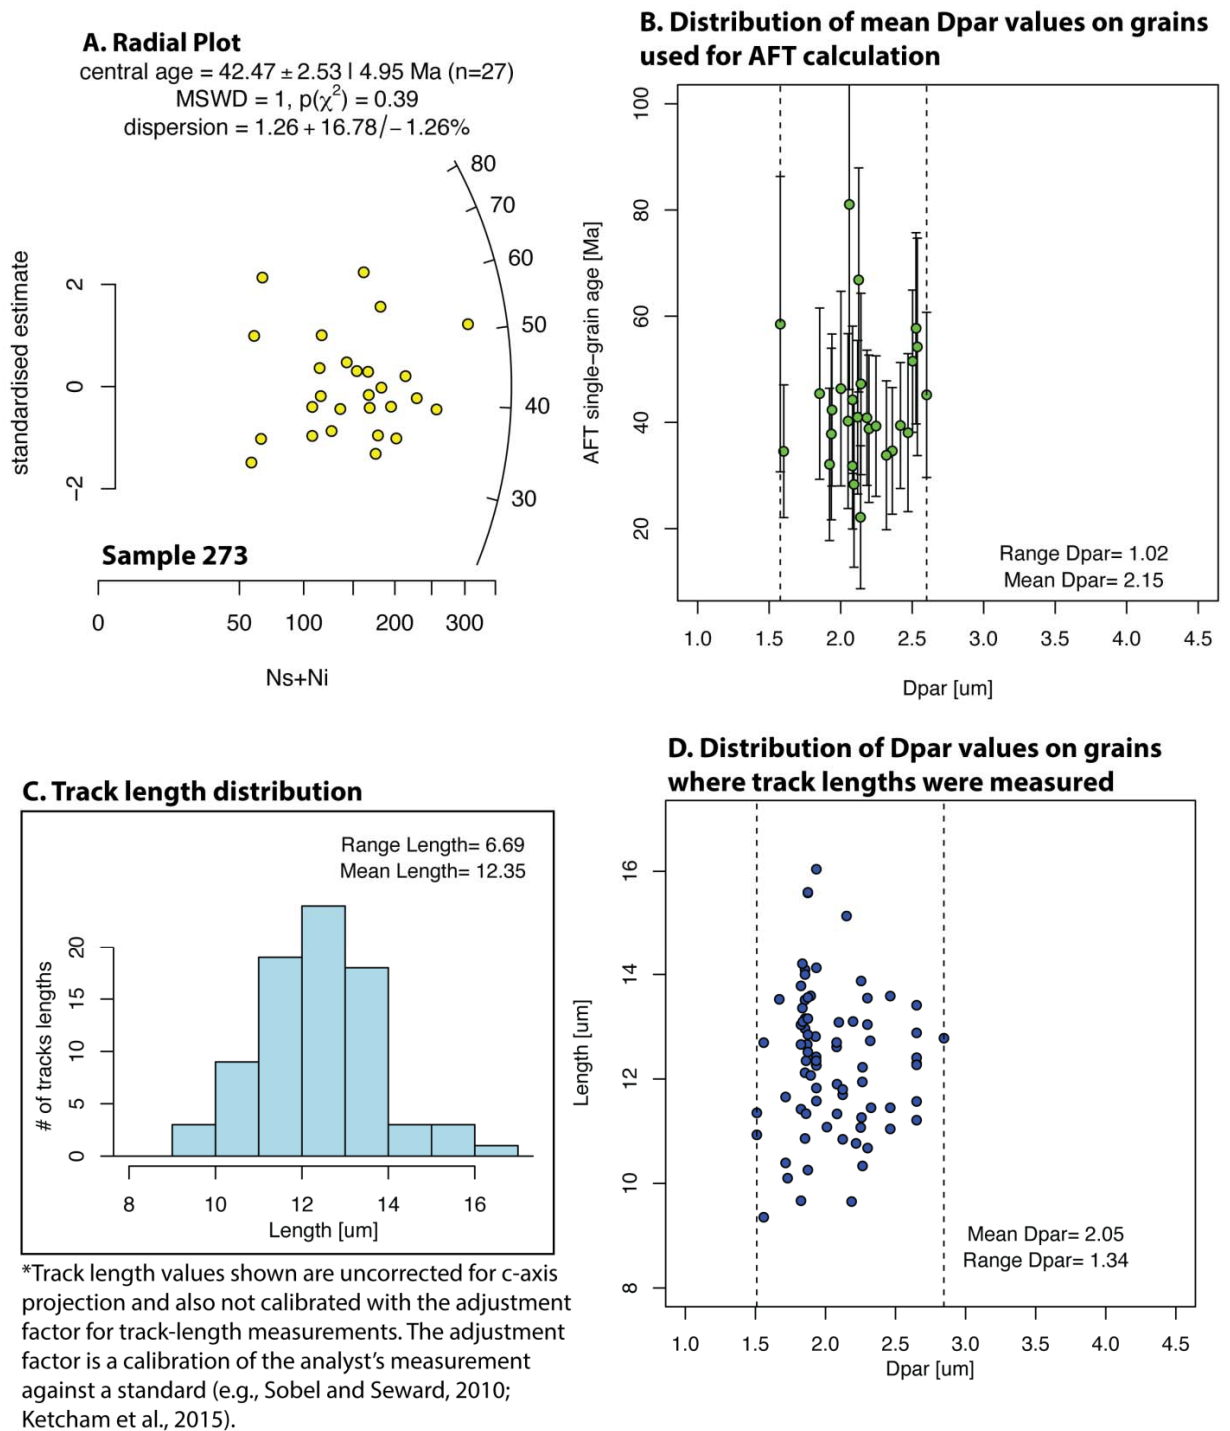 A. Radial Plot
central age = 42.47 ± 2.53 | 4.95 Ma (n=27)
MSWD = 1, p(χ²) = 0.39
dispersion = 1.26 + 16.78/− 1.26%
80
70
60
50
40
30
standardised estimate
2
0
−2
Sample 273
0 50 100 200 300
Ns+Ni
B. Distribution of mean Dpar values on grains
used for AFT calculation
AFT single−grain age [Ma]
100
80
60
40
20
Range Dpar= 1.02
Mean Dpar= 2.15
1.0 1.5 2.0 2.5 3.0 3.5 4.0 4.5
Dpar [um]
C. Track length distribution
Range Length= 6.69
Mean Length= 12.35
# of tracks lengths
20
15
10
5
0
8 10 12 14 16
Length [um]
*Track length values shown are uncorrected for c-axis
projection and also not calibrated with the adjustment
factor for track-length measurements. The adjustment
factor is a calibration of the analyst's measurement
against a standard (e.g., Sobel and Seward, 2010;
Ketcham et al., 2015).
D. Distribution of Dpar values on grains
where track lengths were measured
Length [um]
16
14
12
10
8
Mean Dpar= 2.05
Range Dpar= 1.34
1.0 1.5 2.0 2.5 3.0 3.5 4.0 4.5
Dpar [um]